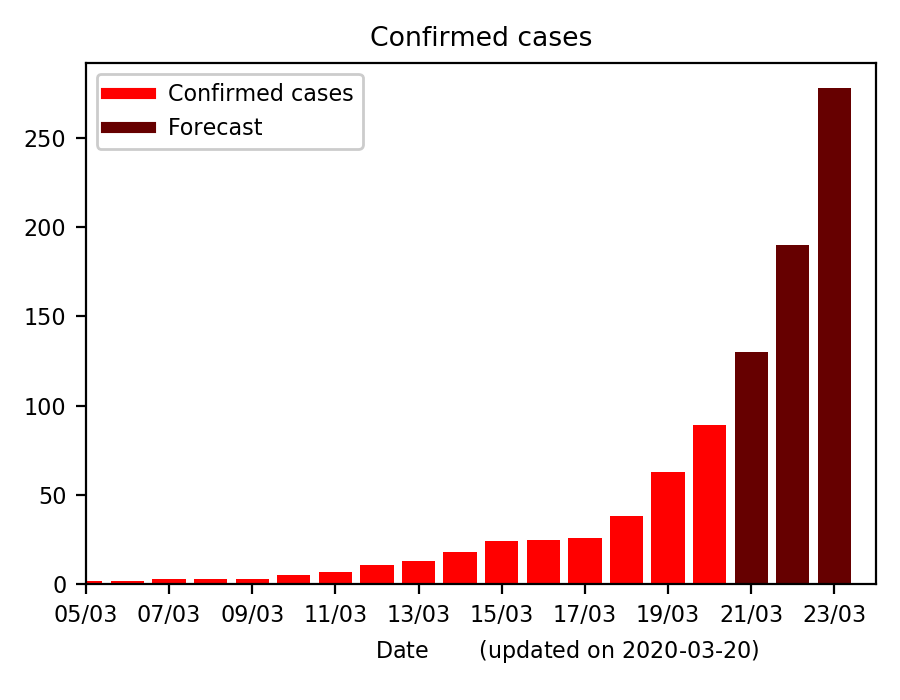 Confirmed cases
Confirmed cases
Forecast
250
200
150
100
50
0
05/03 07/03 09/03 11/03 13/03 15/03 17/03 19/03 21/03 23/03
Date (updated on 2020-03-20)